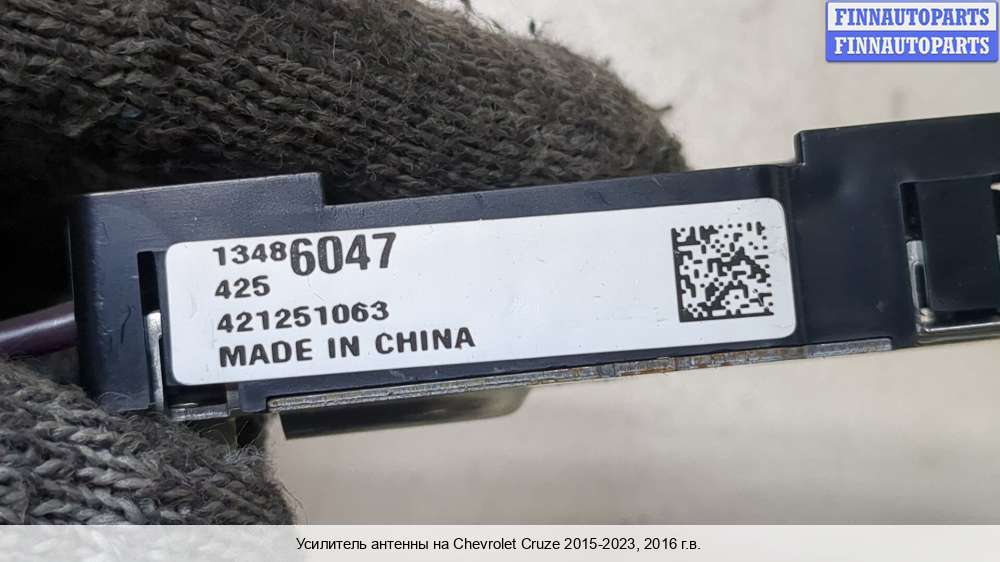 FINNAUTOPARTS
FINNAUTOPARTS
13486047
425
421251063
MADE IN CHINA
Усилитель антенны на Chevrolet Cruze 2015-2023, 2016 г.в.